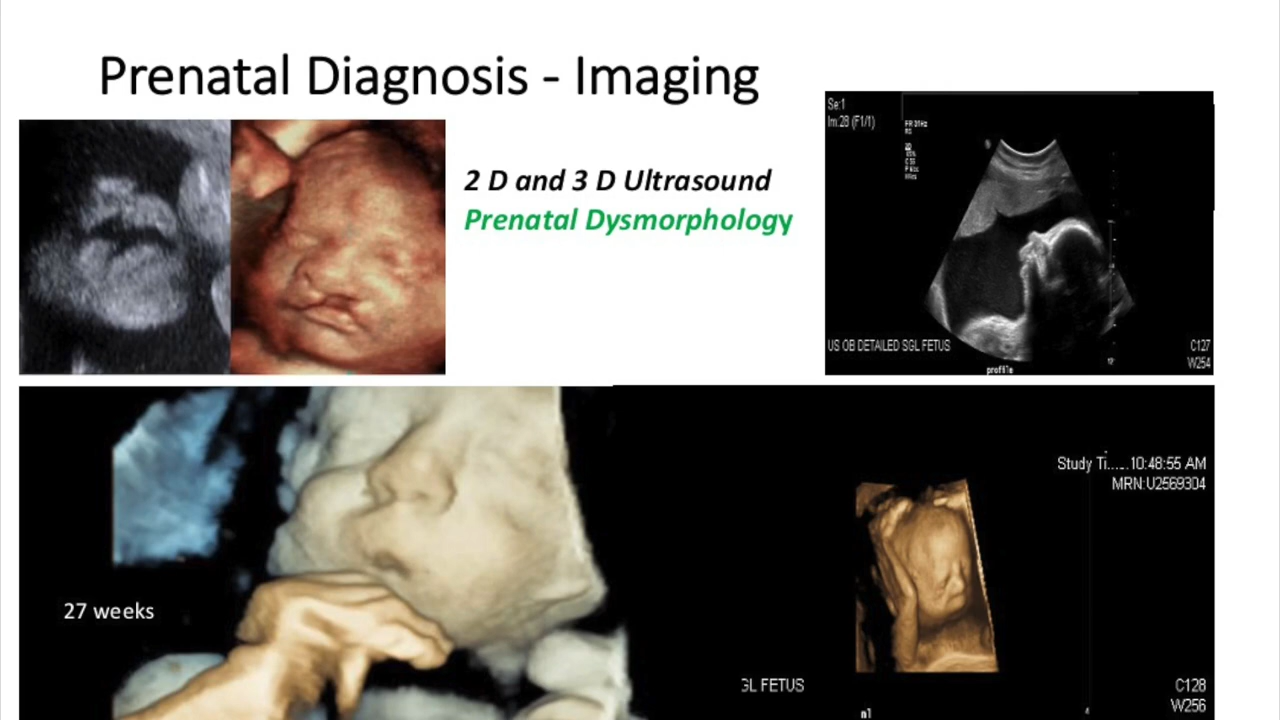 Prenatal Diagnosis - Imaging
2 D and 3 D Ultrasound
Prenatal Dysmorphology
Se:1
Im:28 (F1/1)
US OB DETAILED SGL FETUS
C127
W254
profile
Study Ti......10:48:55 AM
MRN:U2569304
27 weeks
GL FETUS
C128
W256